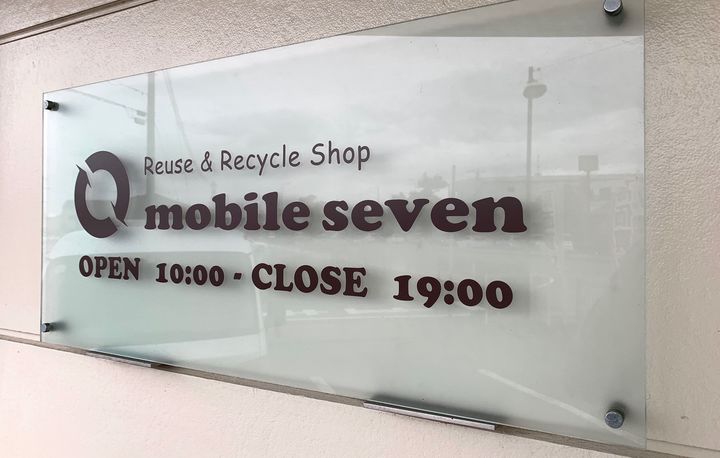 Reuse & Recycle Shop
mobile seven
OPEN 10:00 - CLOSE 19:00